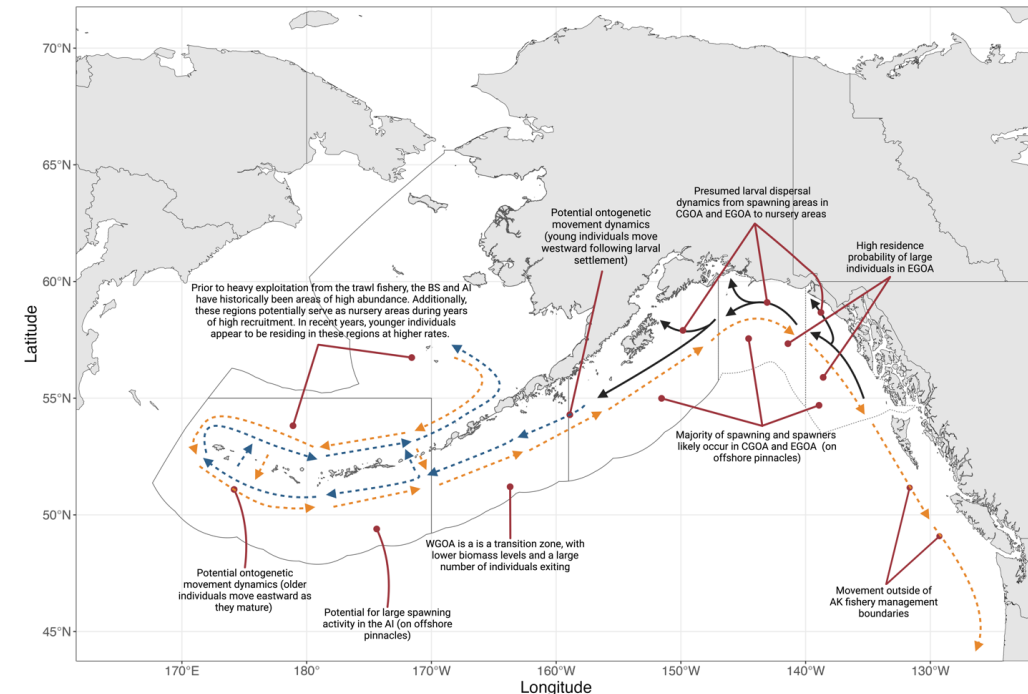 70°N
65°N
60°N
55°N
50°N
45°N
Latitude
Presumed larval dispersal
dynamics from spawning areas in
CGOA and EGOA to nursery areas
Potential ontogenetic
movement dynamics
(young individuals move
westward following larval
settlement)
High residence
probability of large
individuals in EGOA
Prior to heavy exploitation from the trawl fishery, the BS and AI
have historically been areas of high abundance. Additionally,
these regions potentially serve as nursery areas during years
of high recruitment. In recent years, younger individuals
appear to be residing in these regions at higher rates.
Majority of spawning and spawners
likely occur in CGOA and EGOA (on
offshore pinnacles)
WGOA is a is a transition zone, with
lower biomass levels and a large
number of individuals exiting
Potential ontogenetic
movement dynamics (older
individuals move eastward as
they mature)
Potential for large spawning
activity in the AI (on offshore
pinnacles)
Movement outside of
AK fishery management
boundaries
170°E
180°
170°W
160°W
150°W
140°W
130°W
Longitude